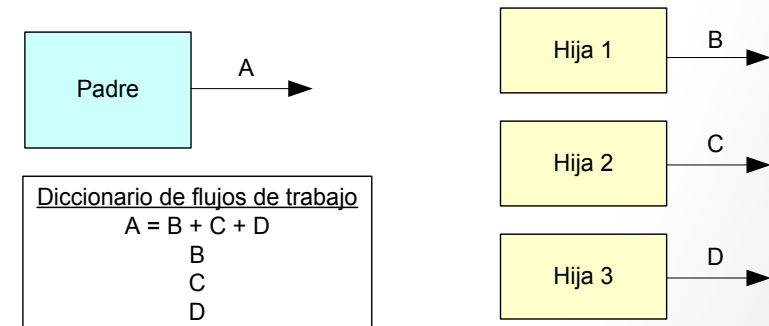 Padre
A
Diccionario de flujos de trabajo
A = B + C + D
B
C
D
Hija 1
B
Hija 2
C
Hija 3
D